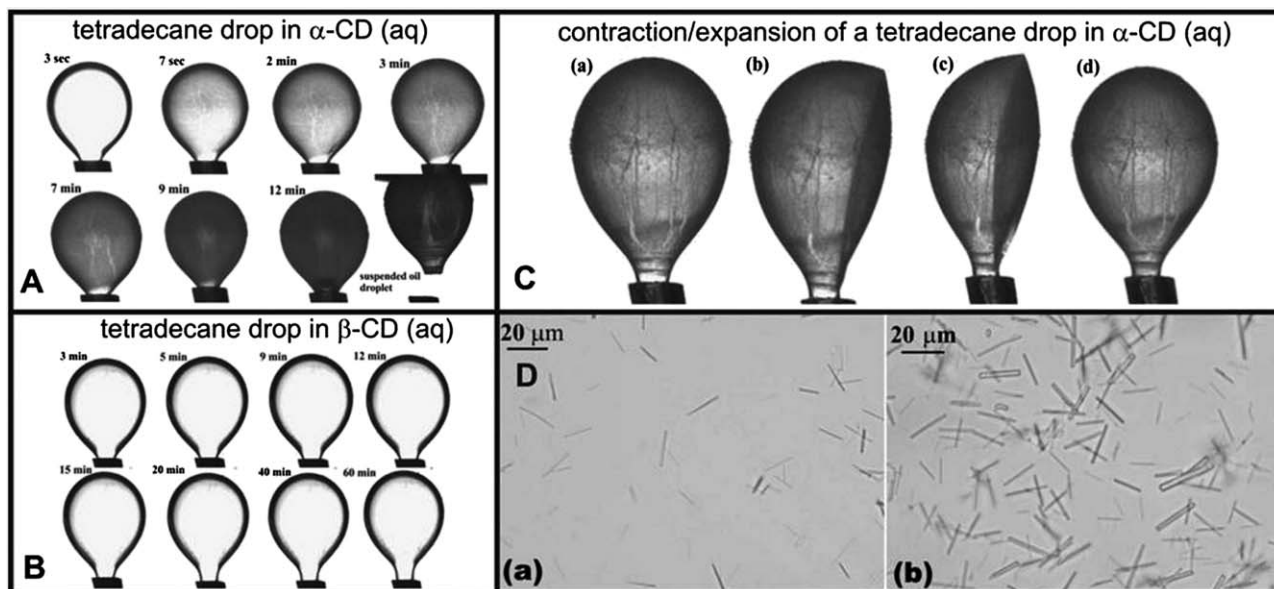 tetradecane drop in α-CD (aq)
3 sec
7 sec
2 min
3 min
7 min
9 min
12 min
suspended oil
droplet
A
tetradecane drop in β-CD (aq)
3 min
5 min
9 min
12 min
15 min
20 min
40 min
60 min
B
contraction/expansion of a tetradecane drop in α-CD (aq)
(a)
(b)
(c)
(d)
C
20 μm
D
(a)
20 μm
(b)